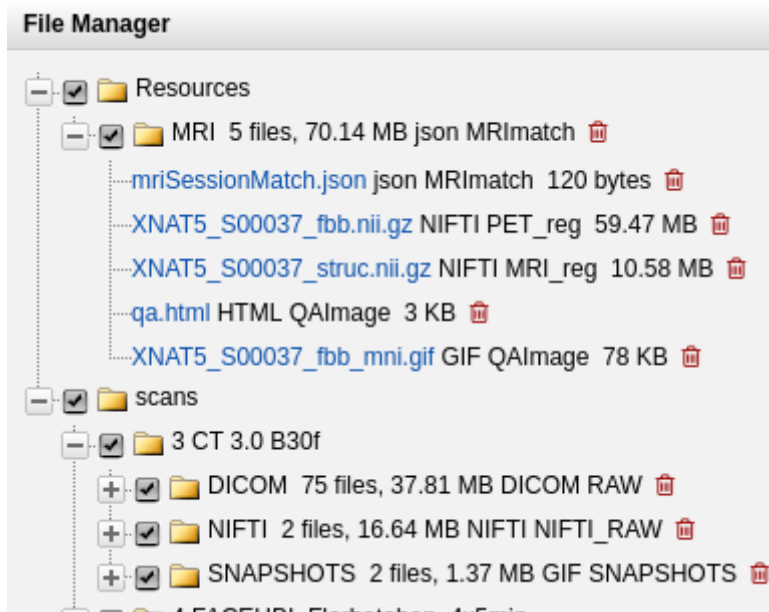 File Manager
Resources
MRI 5 files, 70.14 MB json MRImatch
mriSessionMatch.json json MRImatch 120 bytes
XNAT5_S00037_fbb.nii.gz NIFTI PET_reg 59.47 MB
XNAT5_S00037_struc.nii.gz NIFTI MRI_reg 10.58 MB
qa.html HTML QAImage 3 KB
XNAT5_S00037_fbb_mni.gif GIF QAImage 78 KB
scans
3 CT 3.0 B30f
DICOM 75 files, 37.81 MB DICOM RAW
NIFTI 2 files, 16.64 MB NIFTI NIFTI_RAW
SNAPSHOTS 2 files, 1.37 MB GIF SNAPSHOTS